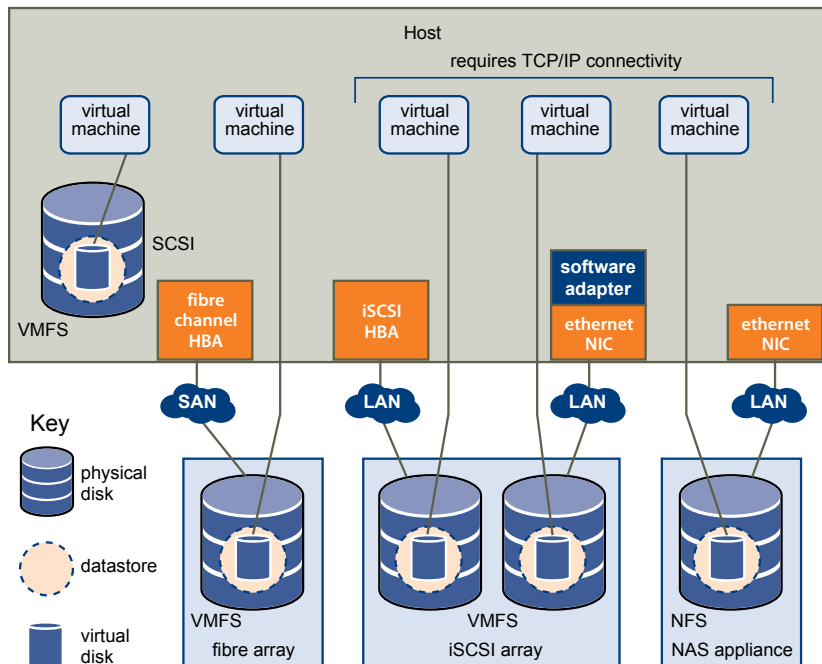 Host
requires TCP/IP connectivity
virtual
machine
virtual
machine
virtual
machine
virtual
machine
virtual
machine
SCSI
VMFS
fibre
channel
HBA
iSCSI
HBA
software
adapter
ethernet
NIC
ethernet
NIC
SAN
LAN
LAN
LAN
Key
physical
disk
datastore
virtual
disk
VMFS
fibre array
VMFS
iSCSI array
NFS
NAS appliance